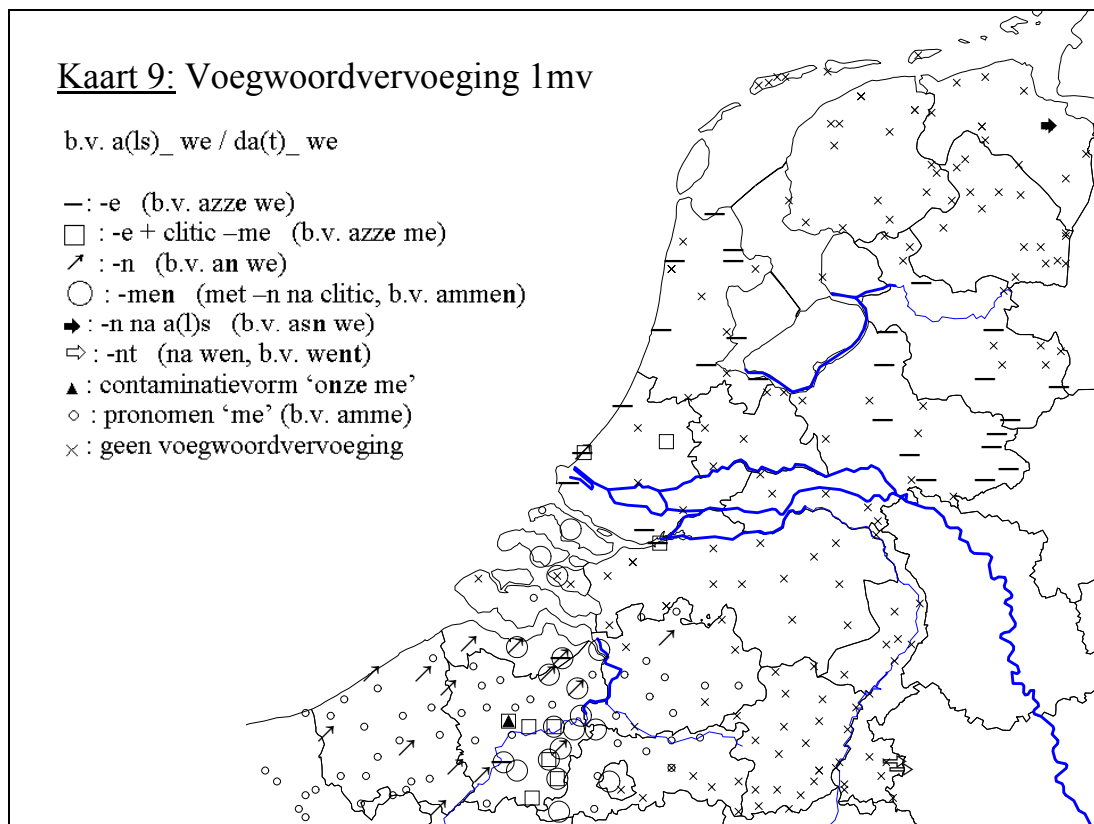 Kaart 9: Voegwoordvervoeging 1mv
b.v. a(ls)_ we / da(t)_ we
: -e (b.v. azze we)
: -e + clitic –me (b.v. azze me)
: -n (b.v. an we)
: -men (met –n na clitic, b.v. ammen)
: -n na a(l)s (b.v. asn we)
: -nt (na wen, b.v. went)
: contaminatievorm ‘onze me’
: pronomen ‘me’ (b.v. amme)
: geen voegwoordvervoeging